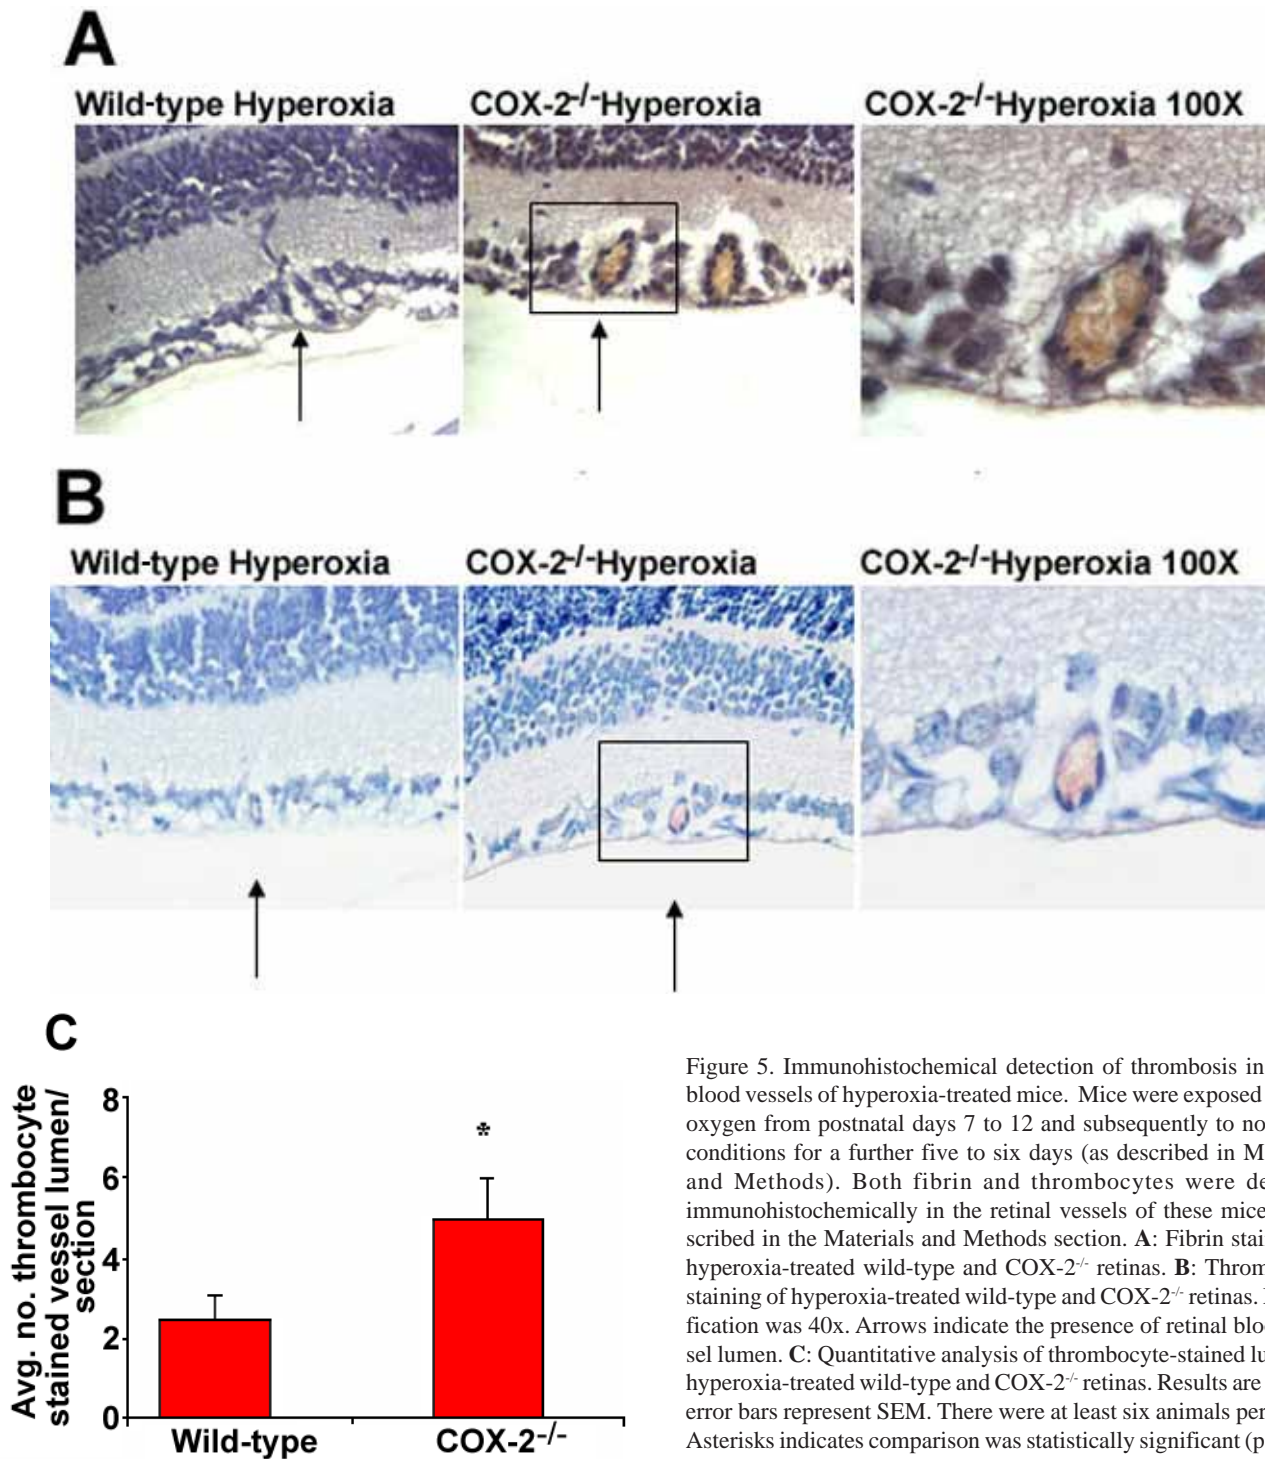 A
Wild-type Hyperoxia
COX-2-/-Hyperoxia
COX-2-/-Hyperoxia 100X
B
Wild-type Hyperoxia
COX-2-/-Hyperoxia
COX-2-/-Hyperoxia 100X
C
Avg. no. thrombocyte
stained vessel lumen/
section
8
6
4
2
0
*
Wild-type
COX-2-/-
Figure 5. Immunohistochemical detection of thrombosis in
blood vessels of hyperoxia-treated mice. Mice were exposed
oxygen from postnatal days 7 to 12 and subsequently to no
conditions for a further five to six days (as described in M
and Methods). Both fibrin and thrombocytes were de
immunohistochemically in the retinal vessels of these mice
scribed in the Materials and Methods section. A: Fibrin stai
hyperoxia-treated wild-type and COX-2-/- retinas. B: Throm
staining of hyperoxia-treated wild-type and COX-2-/- retinas.
fication was 40x. Arrows indicate the presence of retinal bloo
sel lumen. C: Quantitative analysis of thrombocyte-stained lu
hyperoxia-treated wild-type and COX-2-/- retinas. Results are
error bars represent SEM. There were at least six animals per
Asterisks indicates comparison was statistically significant (p